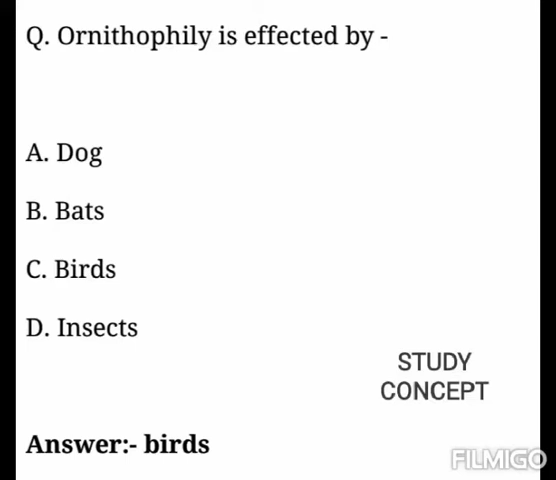 Q. Ornithophily is effected by -
A. Dog
B. Bats
C. Birds
D. Insects
STUDY
CONCEPT
Answer:- birds
FILMIGO